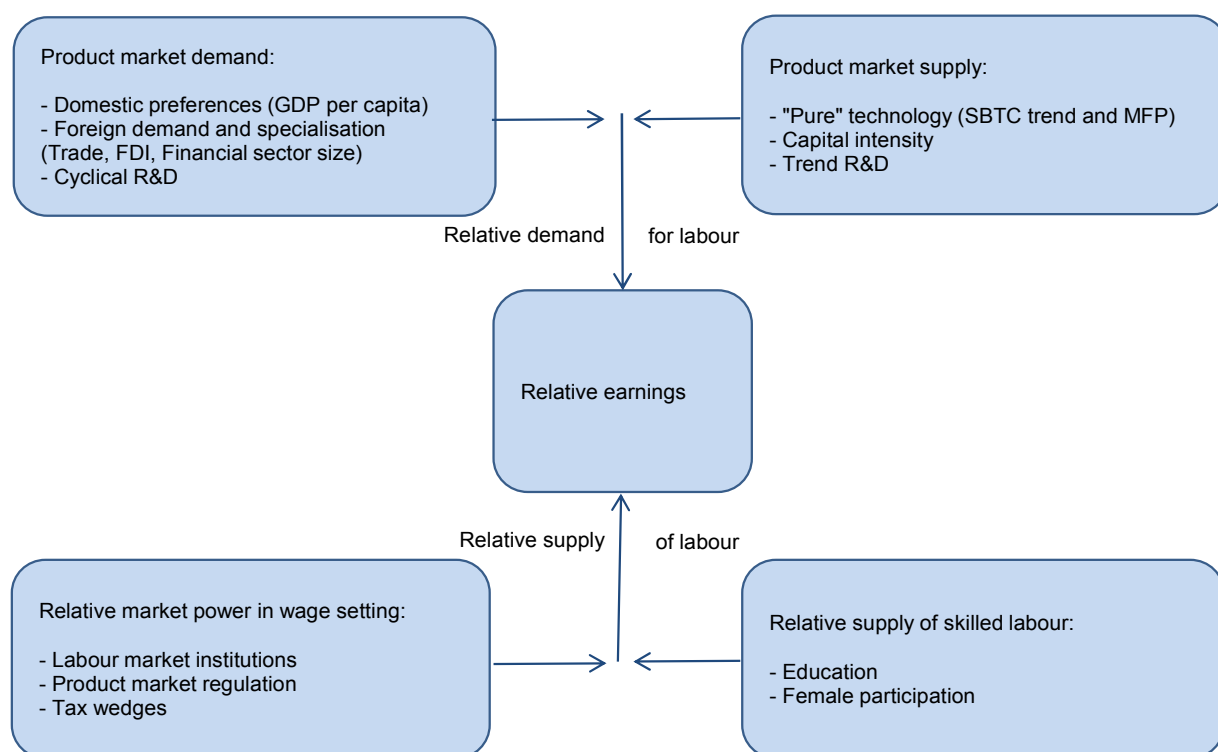 Product market demand:
- Domestic preferences (GDP per capita)
- Foreign demand and specialisation
(Trade, FDI, Financial sector size)
- Cyclical R&D
Product market supply:
- "Pure" technology (SBTC trend and MFP)
- Capital intensity
- Trend R&D
Relative demand for labour
Relative earnings
Relative supply of labour
Relative market power in wage setting:
- Labour market institutions
- Product market regulation
- Tax wedges
Relative supply of skilled labour:
- Education
- Female participation